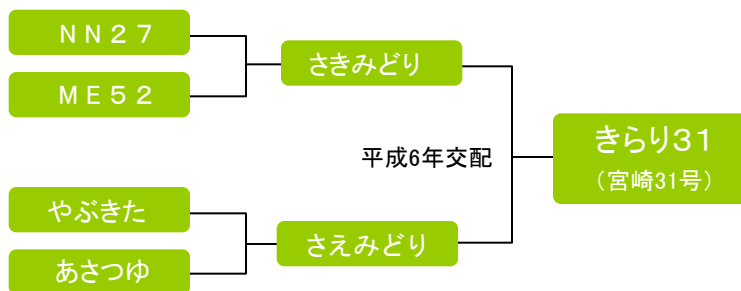 ＮＮ２７
さきみどり
ＭＥ５２
きらり３１
（宮崎31号）
平成6年交配
やぶきた
さえみどり
あさつゆ